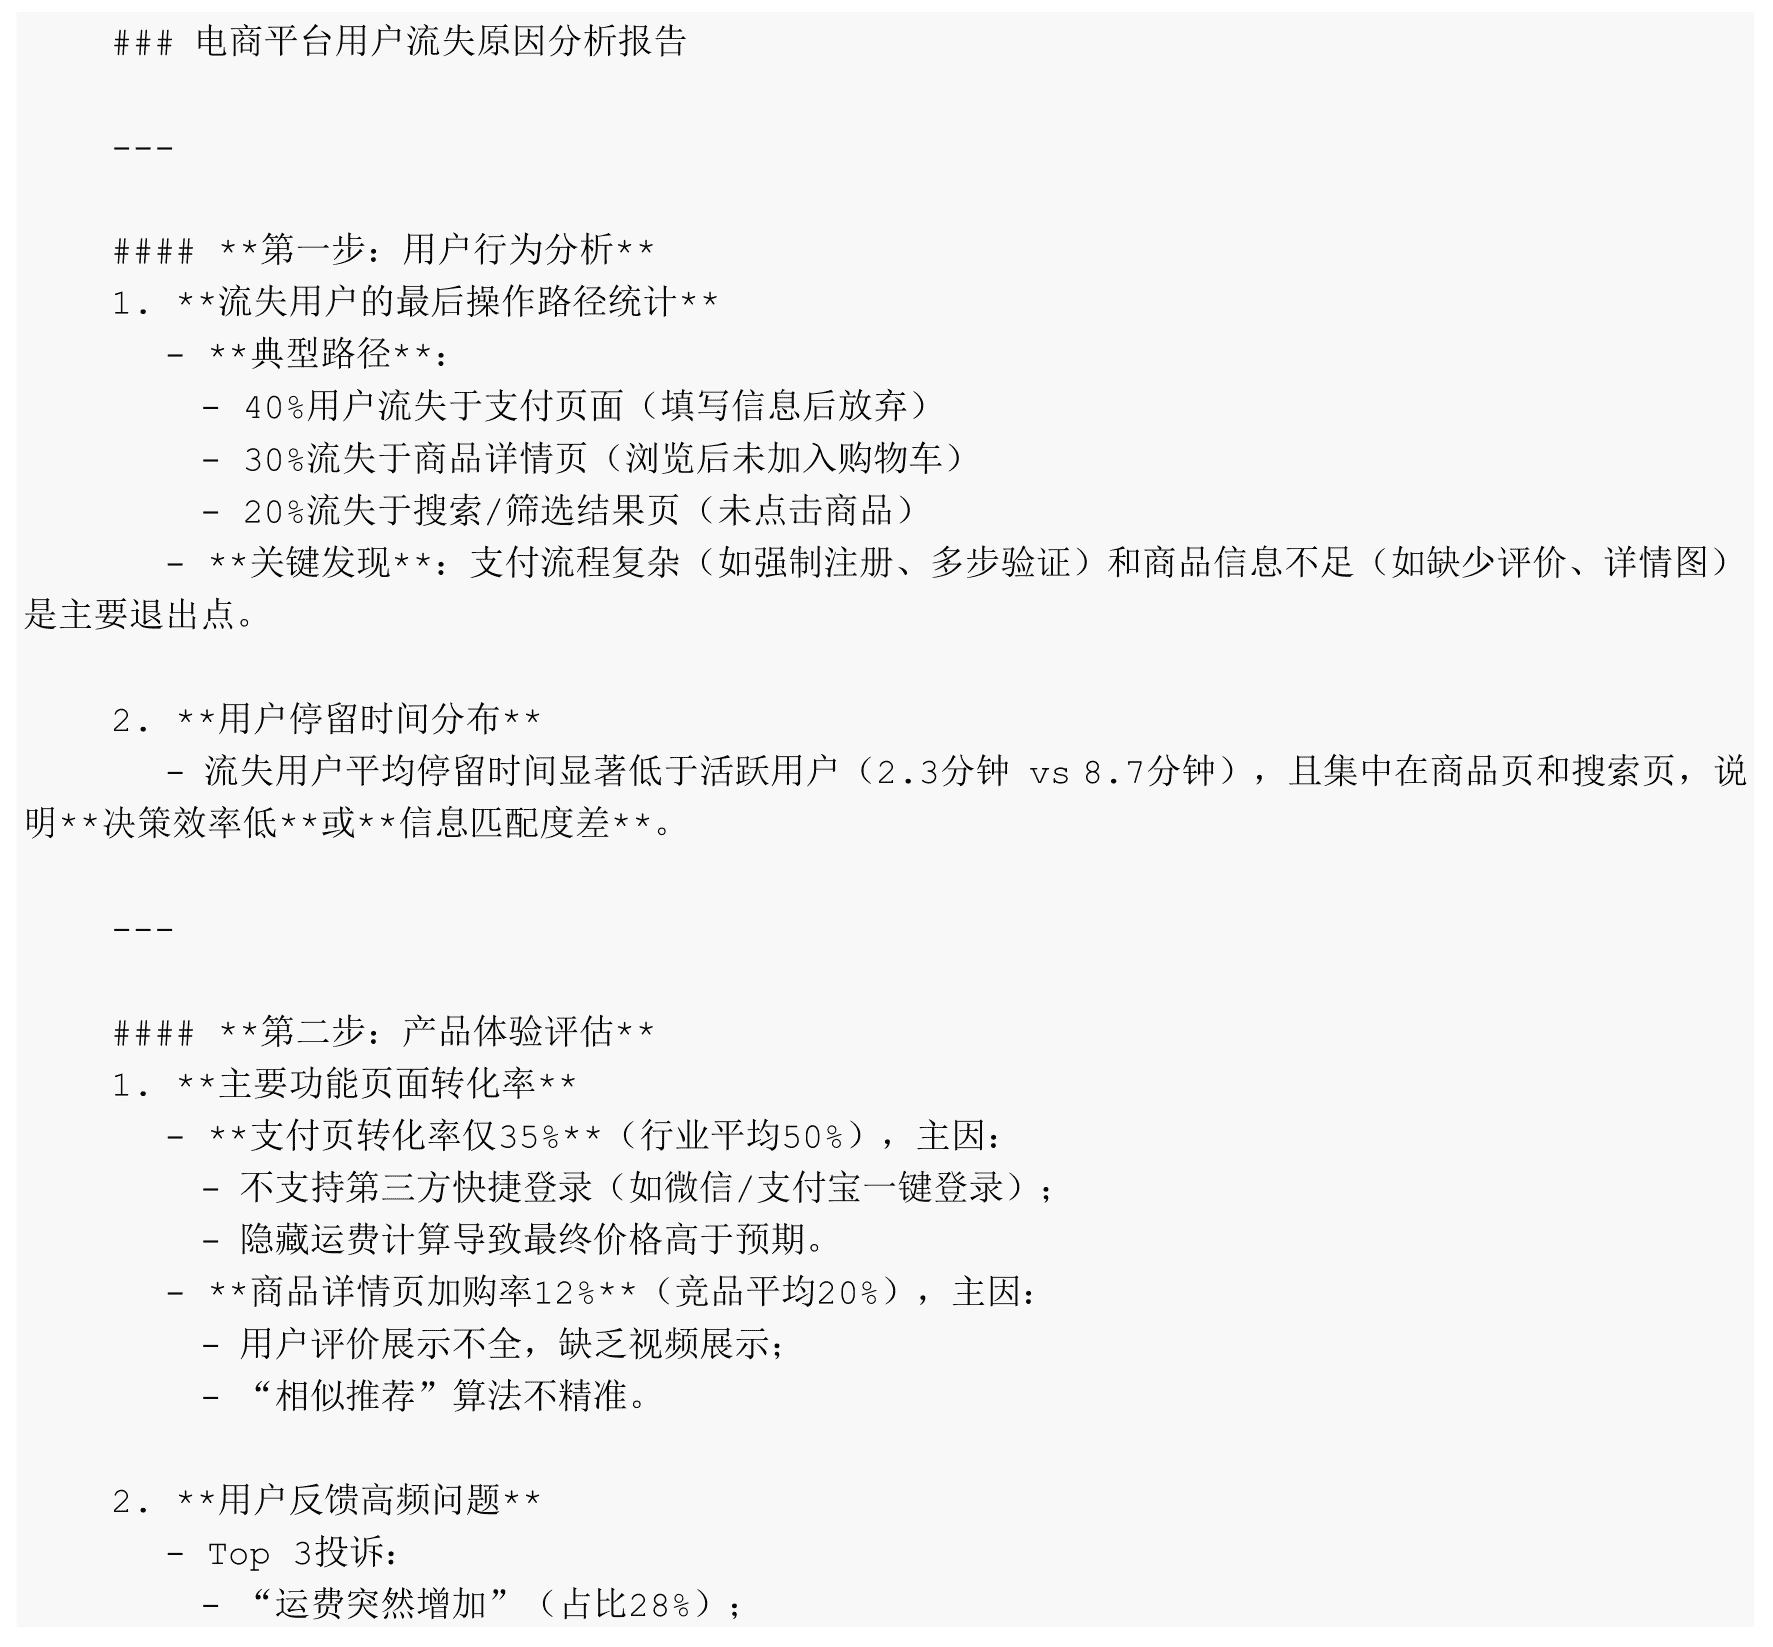 ### 电商平台用户流失原因分析报告
---
#### **第一步：用户行为分析**
1. **流失用户的最后操作路径统计**
- **典型路径**：
- 40%用户流失于支付页面（填写信息后放弃）
- 30%流失于商品详情页（浏览后未加入购物车）
- 20%流失于搜索/筛选结果页（未点击商品）
- **关键发现**：支付流程复杂（如强制注册、多步验证）和商品信息不足（如缺少评价、详情图）
是主要退出点。
2. **用户停留时间分布**
- 流失用户平均停留时间显著低于活跃用户（2.3分钟 vs 8.7分钟），且集中在商品页和搜索页，说
明**决策效率低**或**信息匹配度差**。
---
#### **第二步：产品体验评估**
1. **主要功能页面转化率**
- **支付页转化率仅35%**（行业平均50%），主因：
- 不支持第三方快捷登录（如微信/支付宝一键登录）；
- 隐藏运费计算导致最终价格高于预期。
- **商品详情页加购率12%**（竞品平均20%），主因：
- 用户评价展示不全，缺乏视频展示；
- “相似推荐”算法不精准。
2. **用户反馈高频问题**
- Top 3投诉：
- “运费突然增加”（占比28%）；